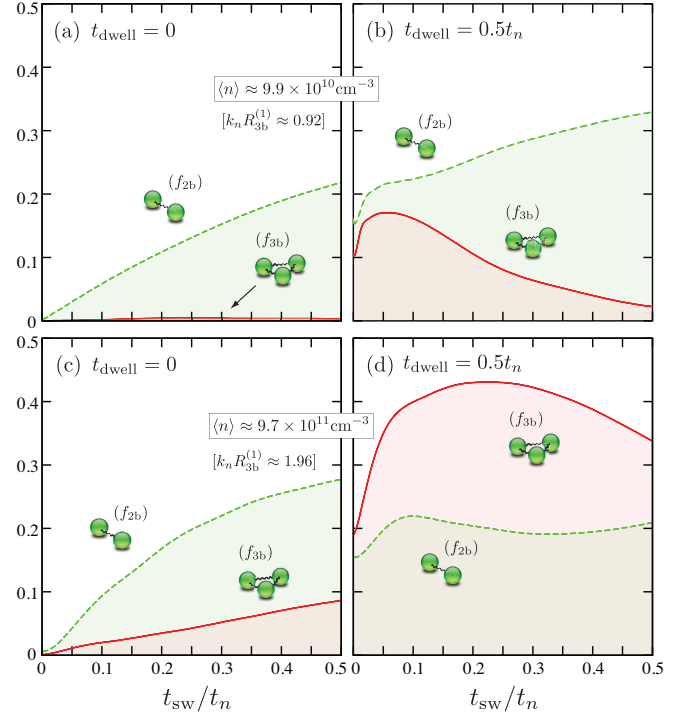 0.5
(a) t_dwell = 0
(b) t_dwell = 0.5t_n
⟨n⟩ ≈ 9.9 × 10^10 cm^−3
[k_n R_3b^(1) ≈ 0.92]
0.4
0.3
0.2
0.1
0
(f_2b)
(f_3b)
(f_2b)
(f_3b)
0.5
(c) t_dwell = 0
(d) t_dwell = 0.5t_n
⟨n⟩ ≈ 9.7 × 10^11 cm^−3
[k_n R_3b^(1) ≈ 1.96]
0.4
0.3
0.2
0.1
0
(f_2b)
(f_3b)
(f_3b)
(f_2b)
0 0.1 0.2 0.3 0.4 0.5
0 0.1 0.2 0.3 0.4 0.5
t_sw/t_n
t_sw/t_n